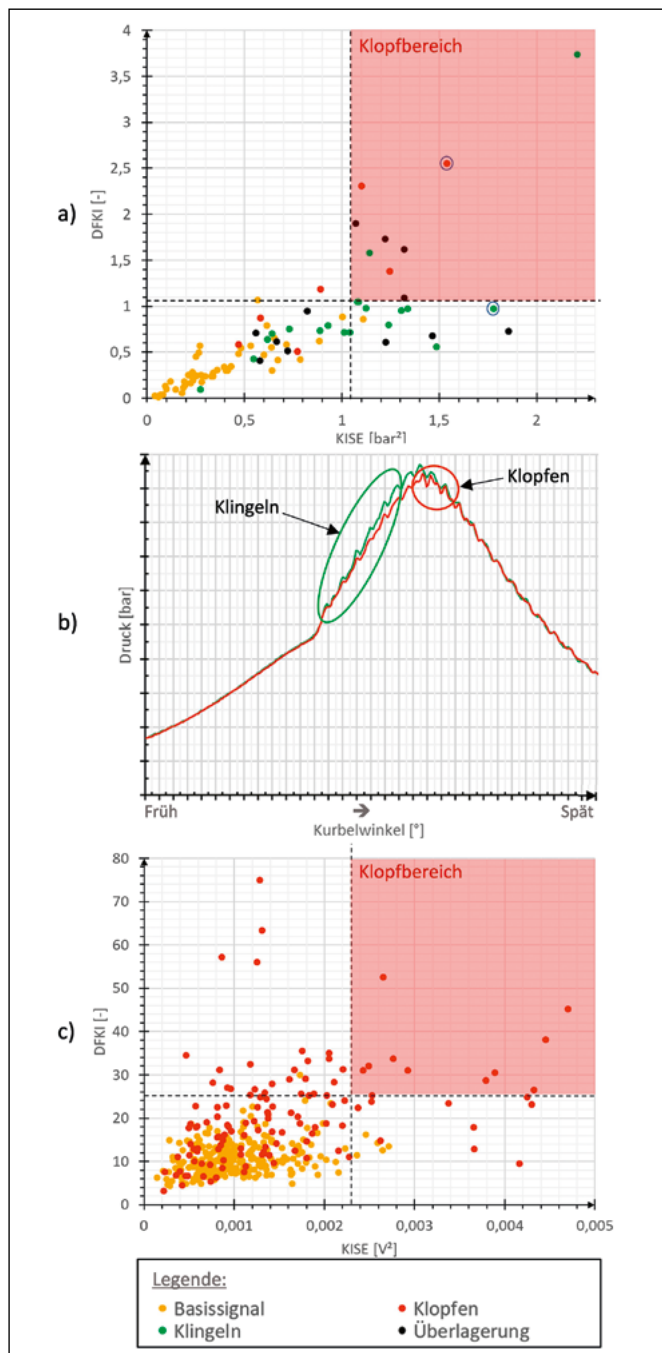 a)
Klopfbereich
DFKI [-]
4
3,5
3
2,5
2
1,5
1
0,5
0
0
0,5
1
1,5
2
KISE [bar²]
b)
Klingeln
Klopfen
Druck [bar]
Früh
Spät
Kurbelwinkel [°]
c)
Klopfbereich
DFKI [-]
80
70
60
50
40
30
20
10
0
0
0,001
0,002
0,003
0,004
0,005
KISE [V²]
Legende:
Basissignal
Klopfen
Klingeln
Überlagerung